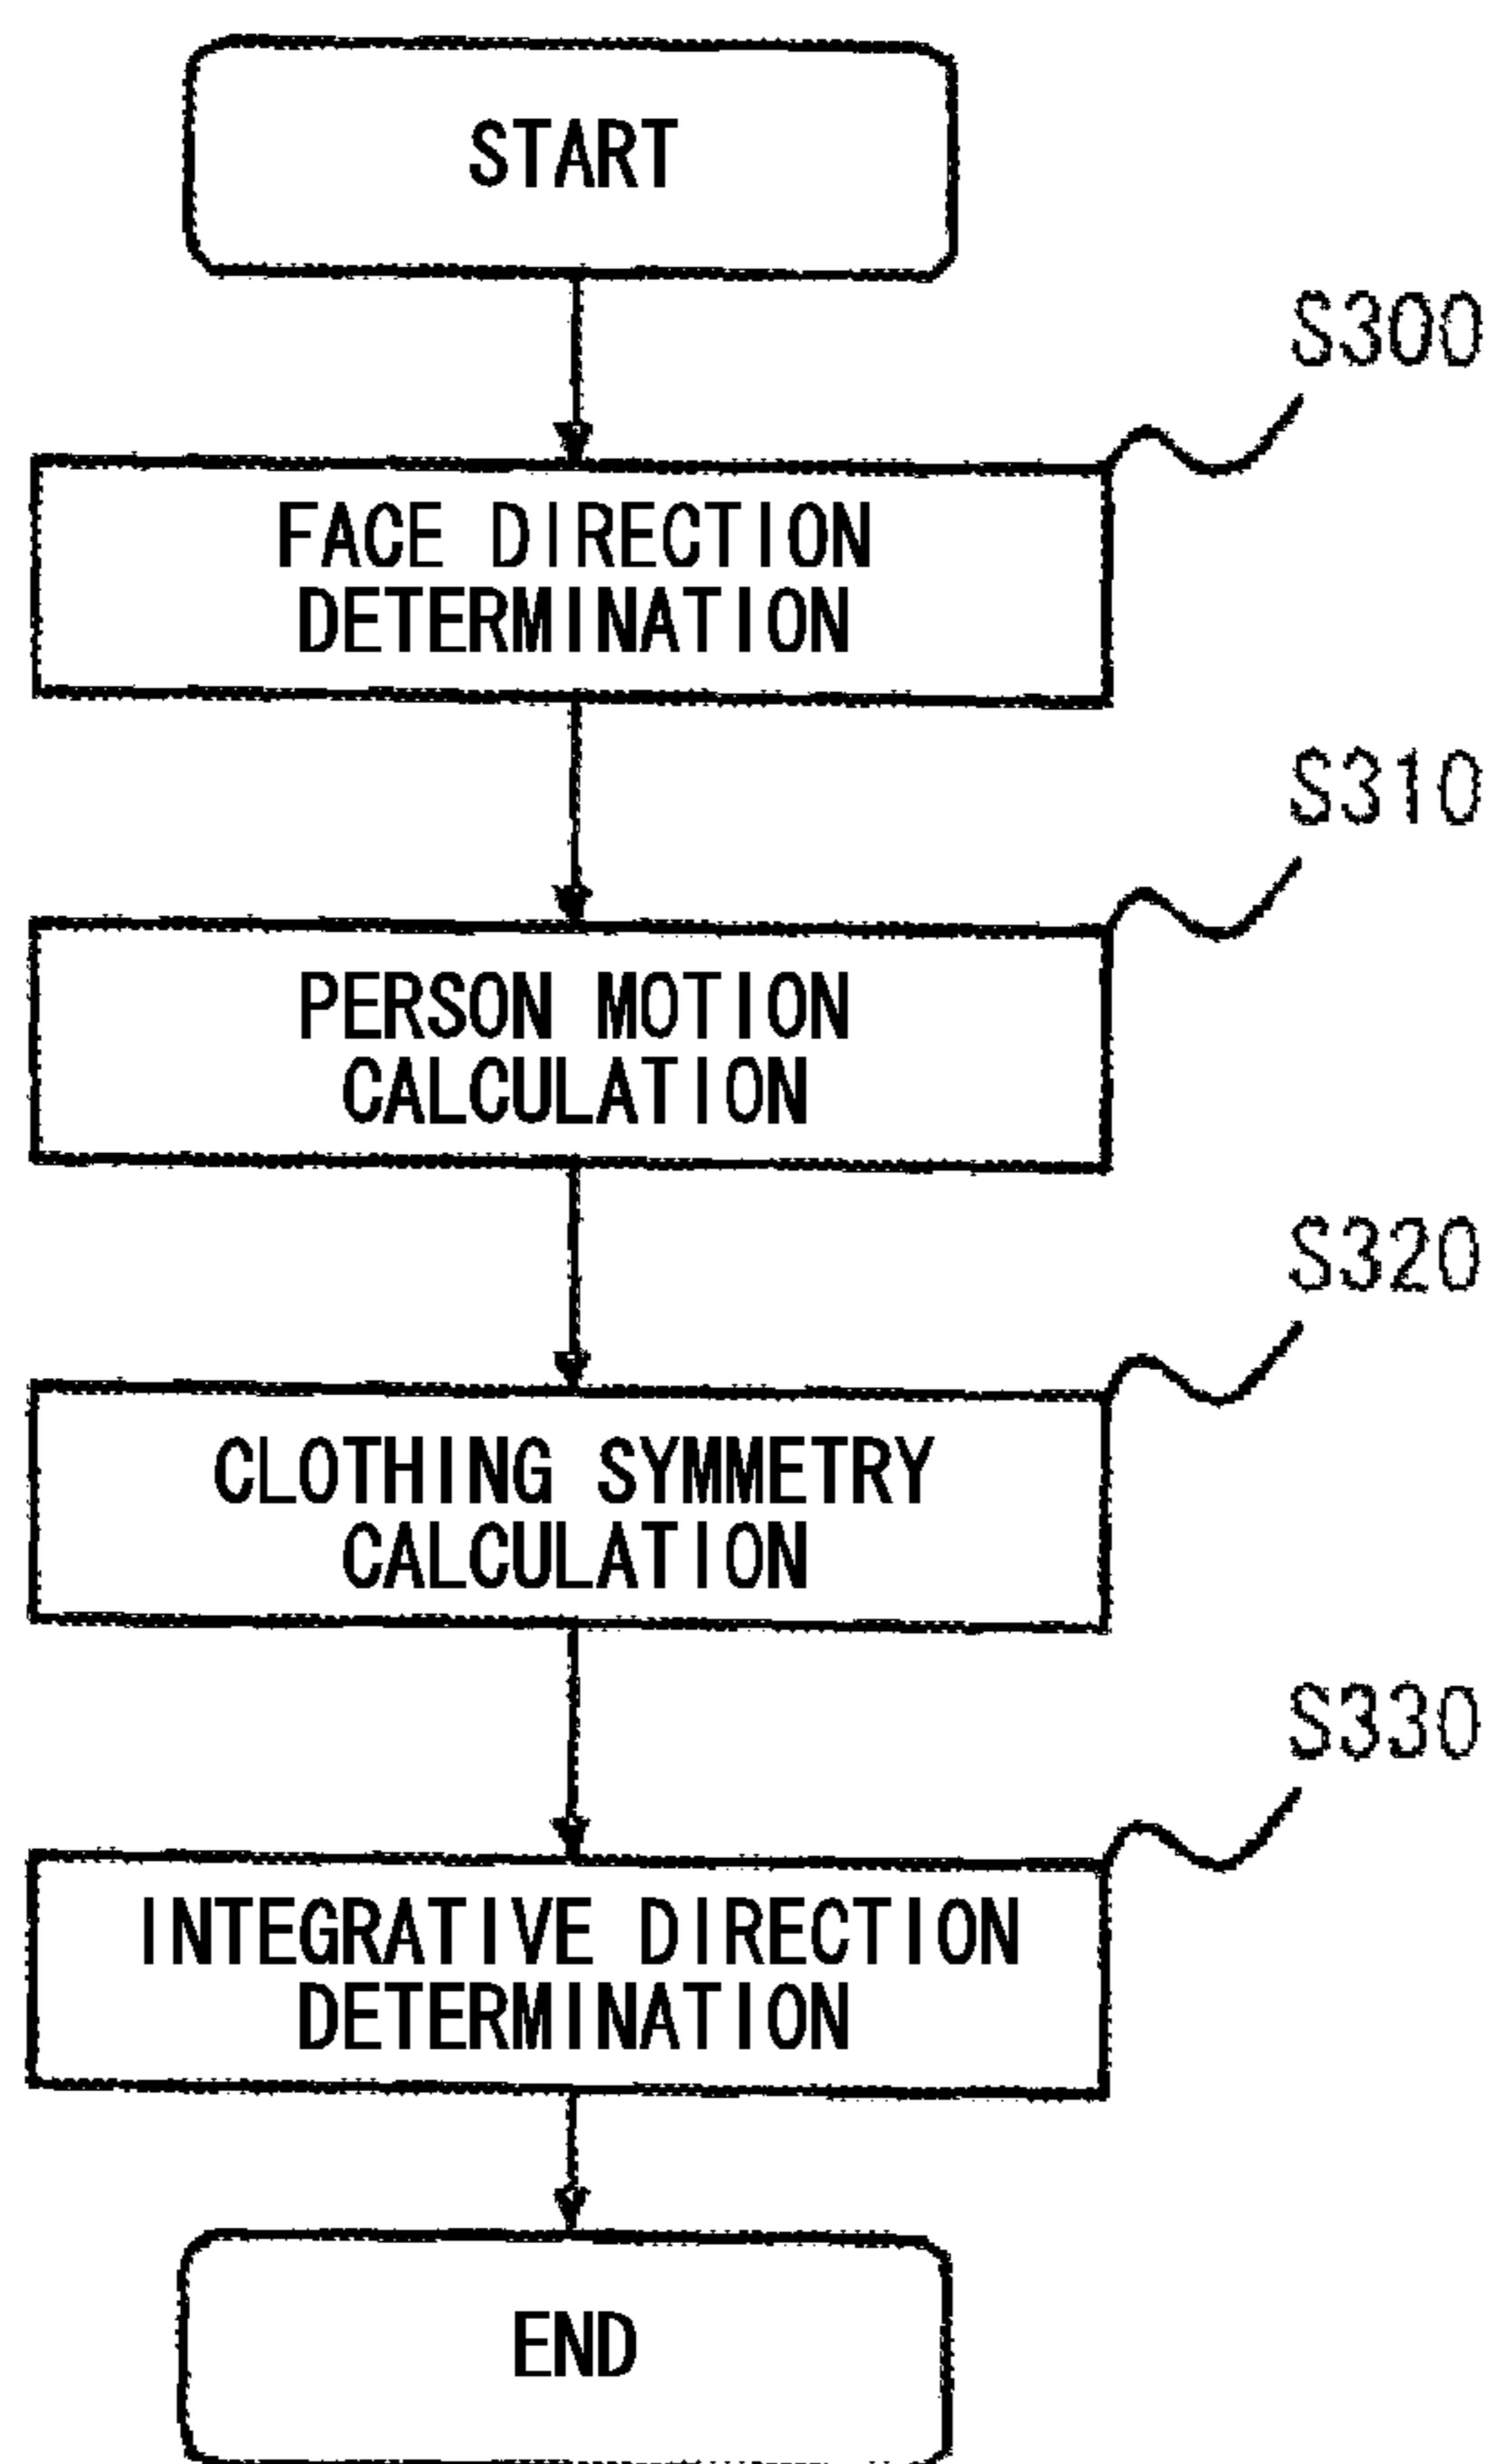 START
S300
FACE DIRECTION
DETERMINATION
S310
PERSON MOTION
CALCULATION
S320
CLOTHING SYMMETRY
CALCULATION
S330
INTEGRATIVE DIRECTION
DETERMINATION
END